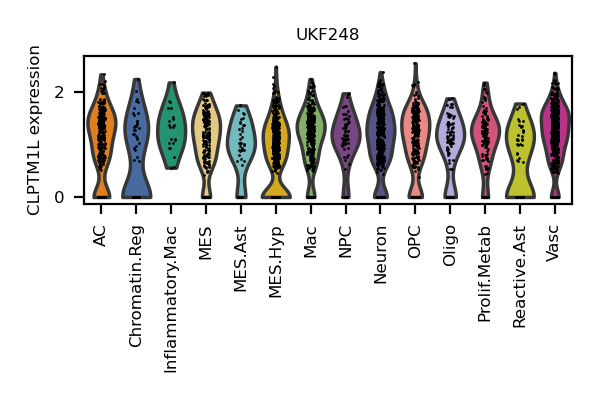 UKF248
CLPTM1L expression
2
0
AC
Chromatin.Reg
Inflammatory.Mac
MES
MES.Ast
MES.Hyp
Mac
NPC
Neuron
OPC
Oligo
Prolif.Metab
Reactive.Ast
Vasc